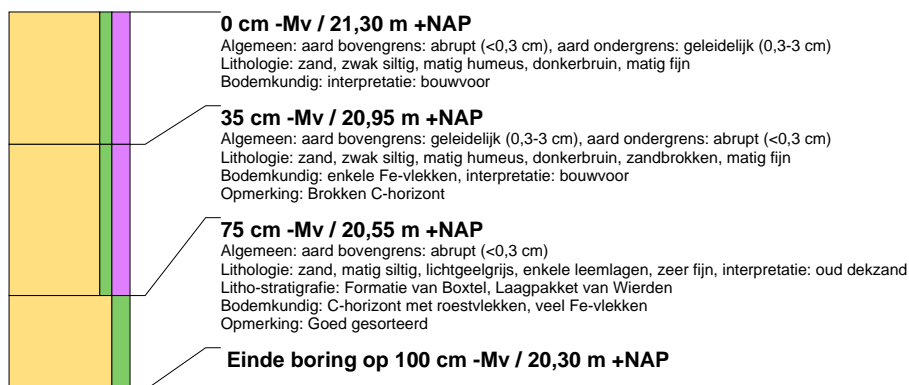 0 cm -Mv / 21,30 m +NAP
Algemeen: aard bovengrens: abrupt (<0,3 cm), aard ondergrens: geleidelijk (0,3-3 cm)
Lithologie: zand, zwak siltig, matig humeus, donkerbruin, matig fijn
Bodemkundig: interpretatie: bouwvoor
35 cm -Mv / 20,95 m +NAP
Algemeen: aard bovengrens: geleidelijk (0,3-3 cm), aard ondergrens: abrupt (<0,3 cm)
Lithologie: zand, zwak siltig, matig humeus, donkerbruin, zandbrokken, matig fijn
Bodemkundig: enkele Fe-vlekken, interpretatie: bouwvoor
Opmerking: Brokken C-horizont
75 cm -Mv / 20,55 m +NAP
Algemeen: aard bovengrens: abrupt (<0,3 cm)
Lithologie: zand, matig siltig, lichtgeelgrijs, enkele leemlagen, zeer fijn, interpretatie: oud dekzand
Litho-stratigrafie: Formatie van Boxtel, Laagpakket van Wierden
Bodemkundig: C-horizont met roestvlekken, veel Fe-vlekken
Opmerking: Goed gesorteerd
Einde boring op 100 cm -Mv / 20,30 m +NAP